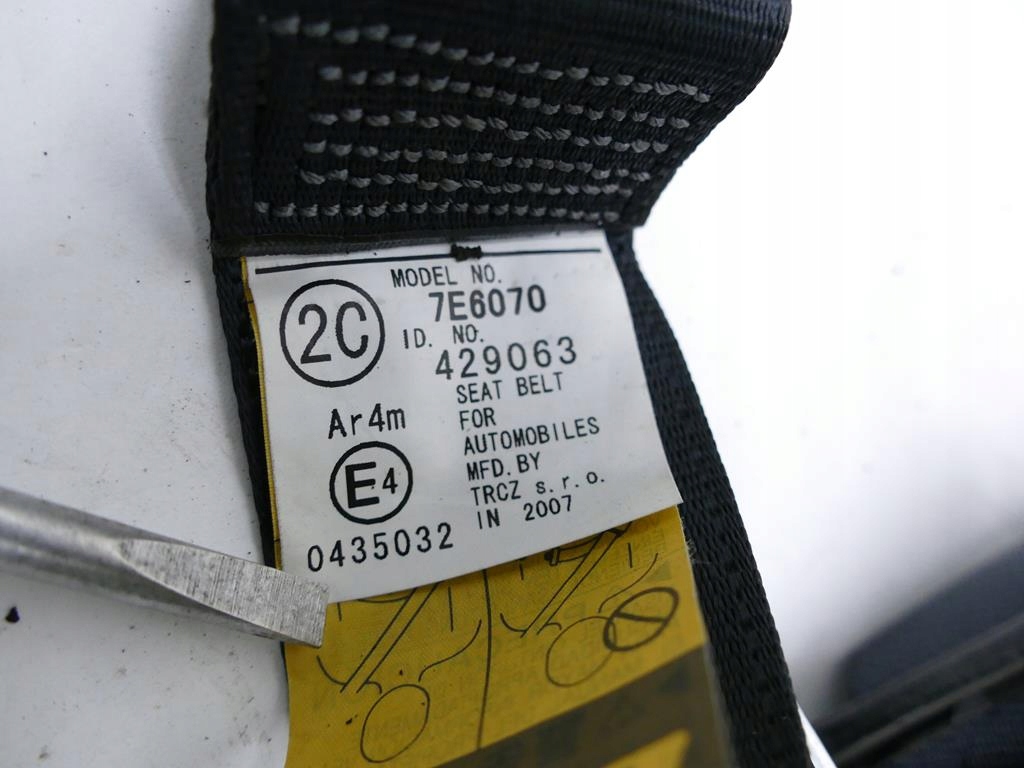 MODEL NO.
7E6070
2C
ID. NO.
429063
SEAT BELT
FOR
AUTOMOBILES
MFD. BY
TRCZ s.r.o.
IN 2007
Ar4m
E4
0435032